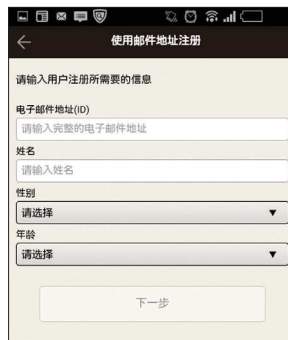 使用邮件地址注册
请输入用户注册所需要的信息
电子邮件地址(ID)
请输入完整的电子邮件地址
姓名
请输入姓名
性别
请选择
年龄
请选择
下一步